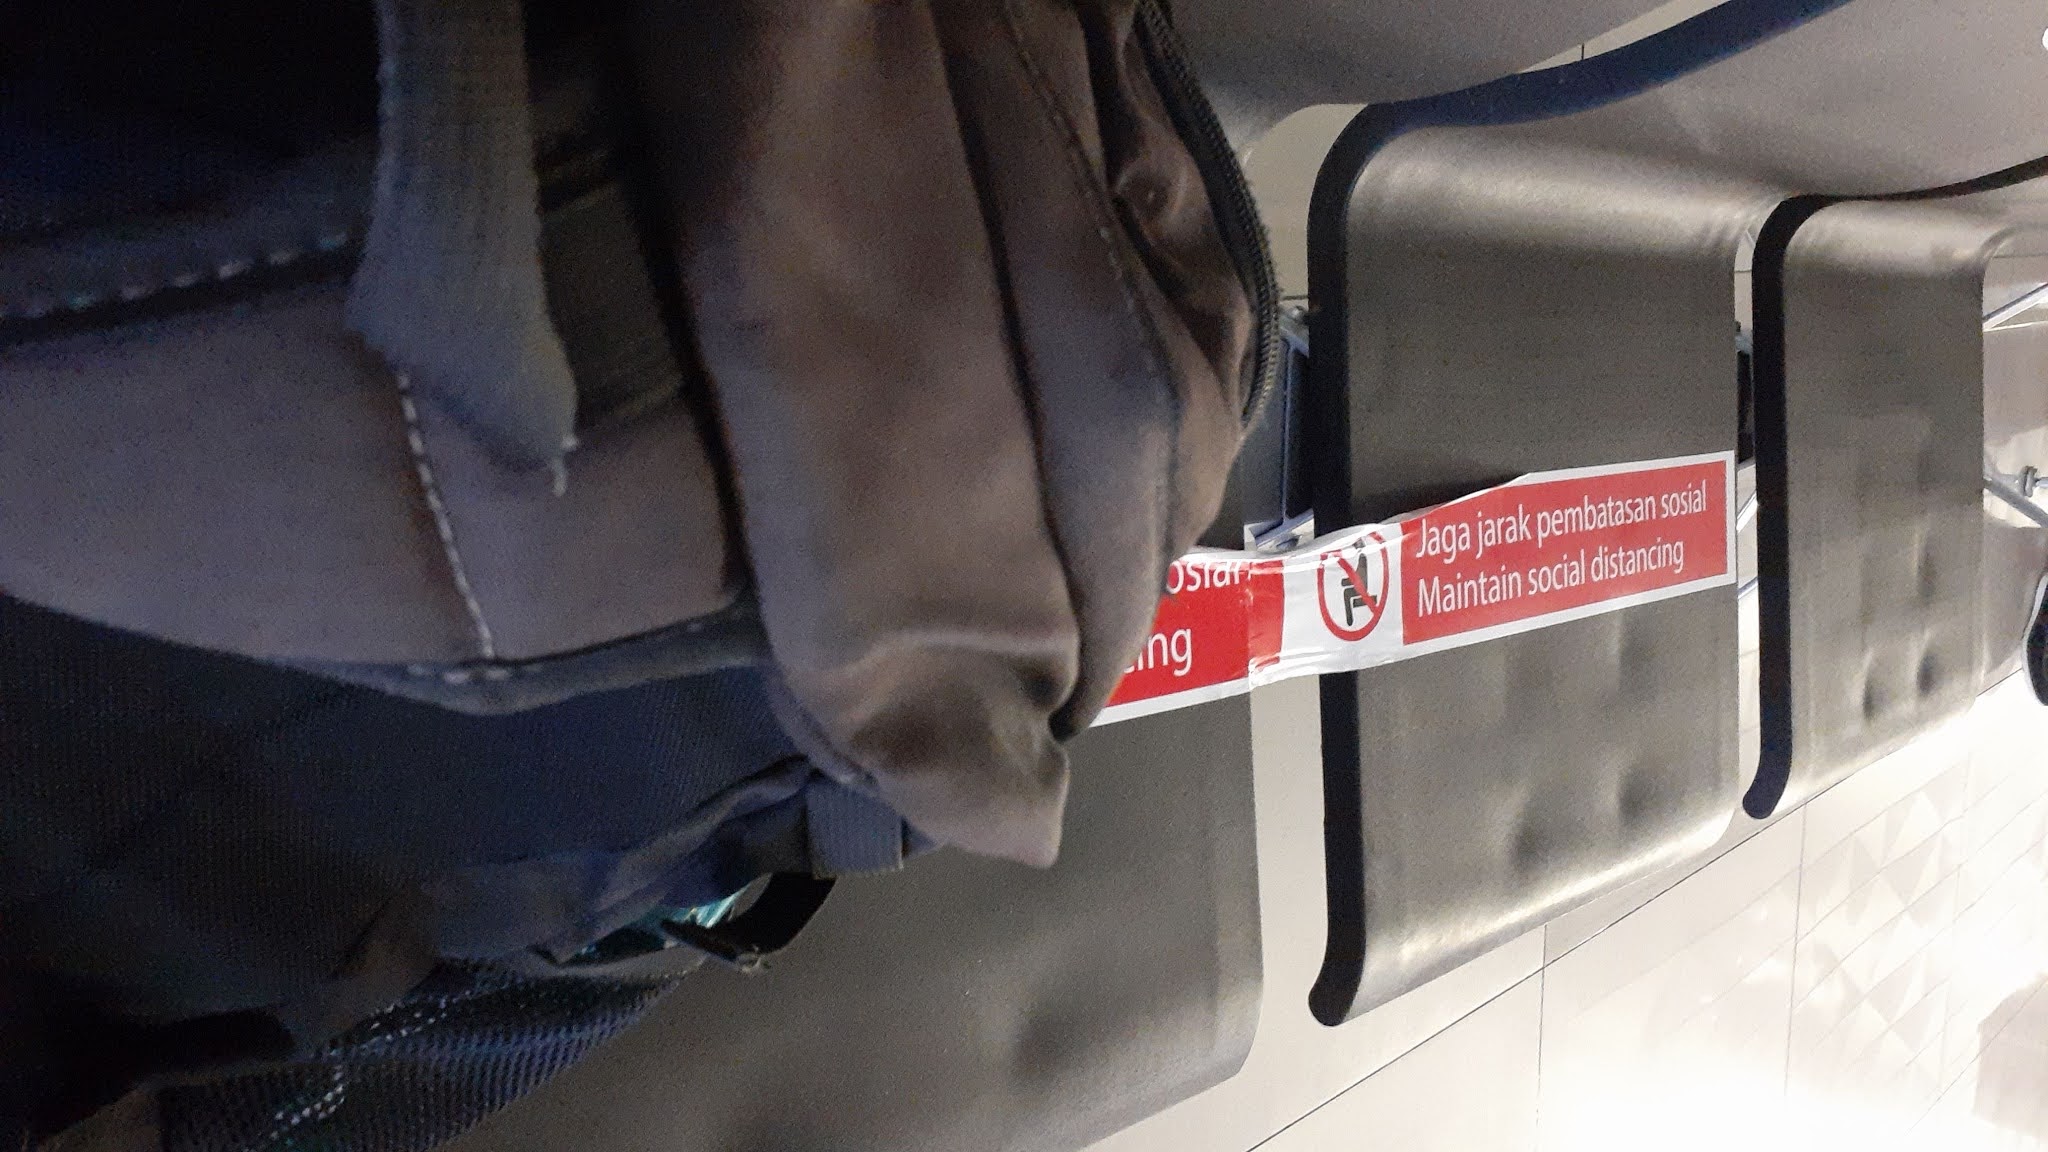 Jaga jarak pembatasan sosial
Maintain social distancing